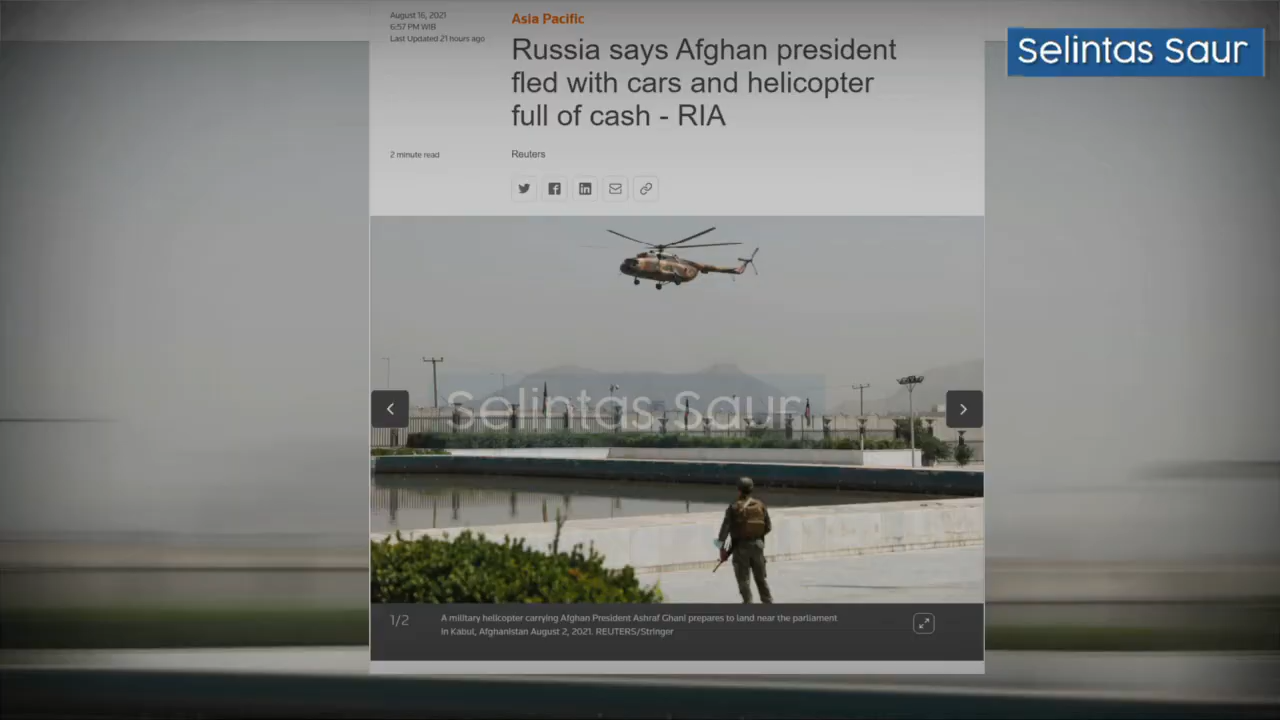 August 16, 2021
6:57 PM WIB
Last Updated 21 hours ago
Asia Pacific
Russia says Afghan president
fled with cars and helicopter
full of cash - RIA
2 minute read
Reuters
Selintas Saur
Selintas Saur
1/2
A military helicopter carrying Afghan President Ashraf Ghani prepares to land near the parliament
in Kabul, Afghanistan August 2, 2021. REUTERS/Stringer